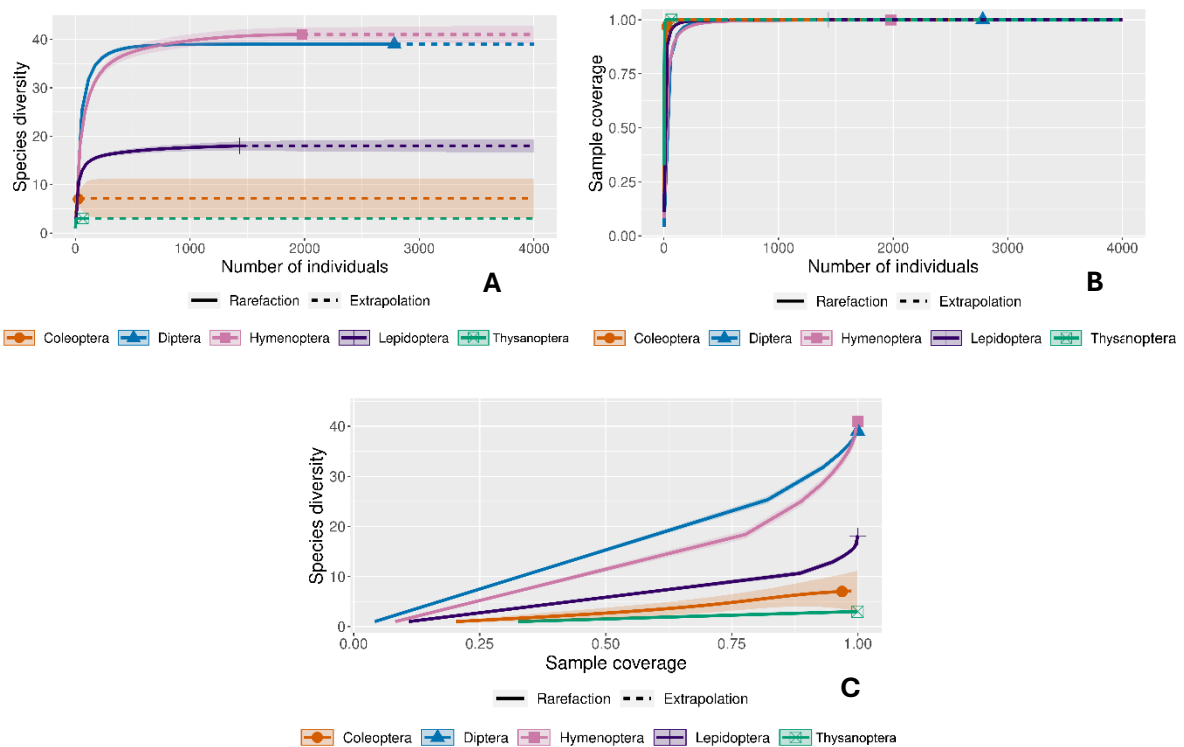 Species diversity
40
30
20
10
0
0 1000 2000 3000 4000
Number of individuals
A
Rarefaction Extrapolation
Coleoptera Diptera Hymenoptera Lepidoptera Thysanoptera
Sample coverage
1.00
0.75
0.50
0.25
0.00
0 1000 2000 3000 4000
Number of individuals
B
Rarefaction Extrapolation
Coleoptera Diptera Hymenoptera Lepidoptera Thysanoptera
Species diversity
40
30
20
10
0
0.00 0.25 0.50 0.75 1.00
Sample coverage
C
Rarefaction Extrapolation
Coleoptera Diptera Hymenoptera Lepidoptera Thysanoptera